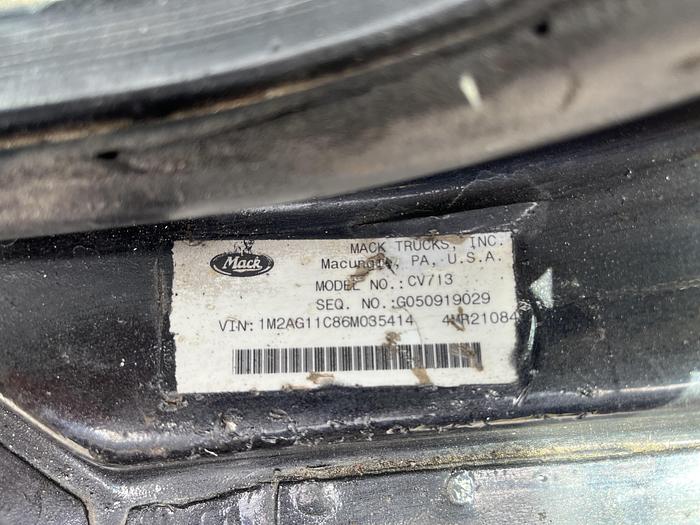 Mack
MACK TRUCKS, INC.
Macungie, PA, U.S.A.
MODEL NO.:CV713
SEQ. NO.:G050919029
VIN:1M2AG11C86M035414